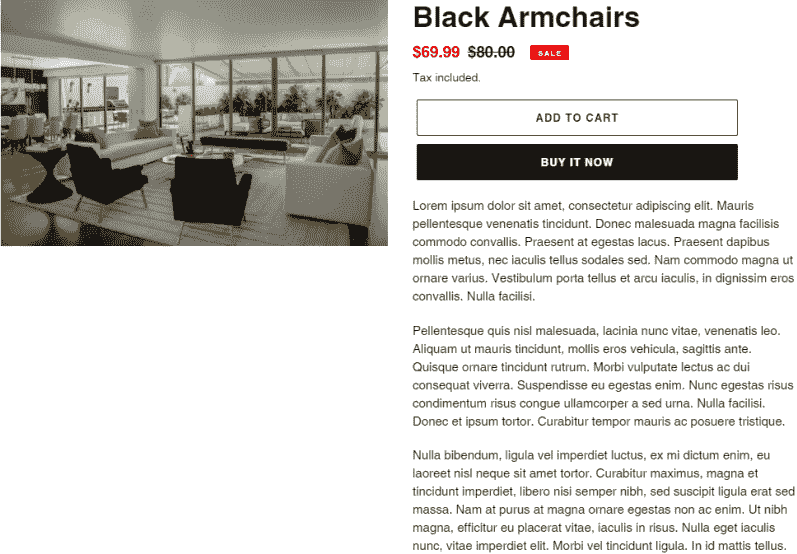 Black Armchairs
$69.99 $80.00 SALE
Tax included.
ADD TO CART
BUY IT NOW
Lorem ipsum dolor sit amet, consectetur adipiscing elit. Mauris
pellentesque venenatis tincidunt. Donec malesuada magna facilisis
commodo convallis. Praesent at egestas lacus. Praesent dapibus
mollis metus, nec iaculis tellus sodales sed. Nam commodo magna ut
ornare varius. Vestibulum porta tellus et arcu iaculis, in dignissim eros
convallis. Nulla facilisi.
Pellentesque quis nisl malesuada, lacinia nunc vitae, venenatis leo.
Aliquam ut mauris tincidunt, mollis eros vehicula, sagittis ante.
Quisque ornare tincidunt rutrum. Morbi vulputate lectus ac dui
consequat viverra. Suspendisse eu egestas enim. Nunc egestas risus
condimentum risus congue ullamcorper a sed urna. Nulla facilisi.
Donec et ipsum tortor. Curabitur tempor mauris ac posuere tristique.
Nulla bibendum, ligula vel imperdiet luctus, ex mi dictum enim, eu
laoreet nisl neque sit amet tortor. Curabitur maximus, magna et
tincidunt imperdiet, libero nisi semper nibh, sed suscipit ligula erat sed
massa. Nam at purus at magna ornare egestas non ac enim. Ut nibh
magna, efficitur eu placerat vitae, iaculis in risus. Nulla eget iaculis
nunc, vitae imperdiet elit. Morbi vel tincidunt ligula. In id mattis tellus.